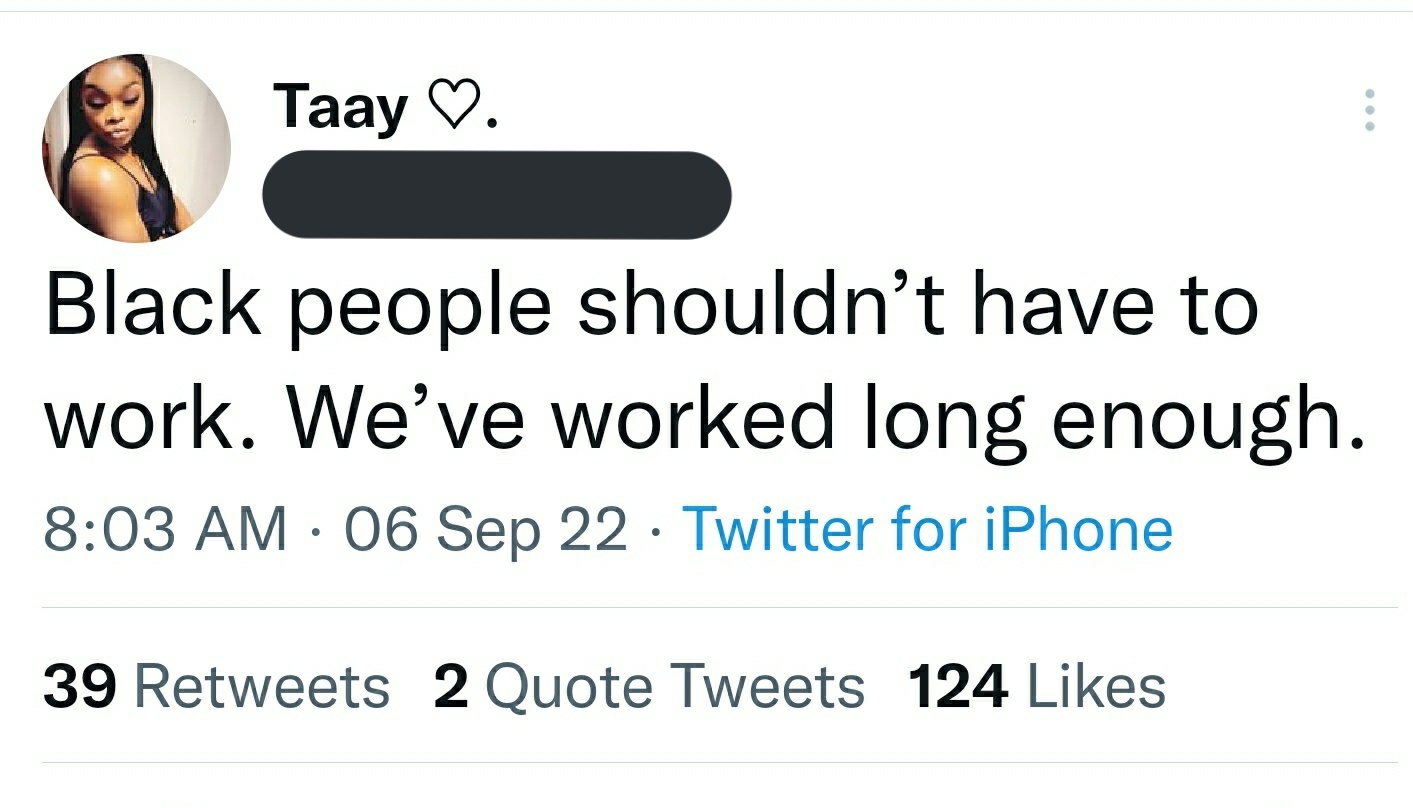 Taay ♡.
Black people shouldn’t have to
work. We’ve worked long enough.
8:03 AM · 06 Sep 22 · Twitter for iPhone
39 Retweets 2 Quote Tweets 124 Likes